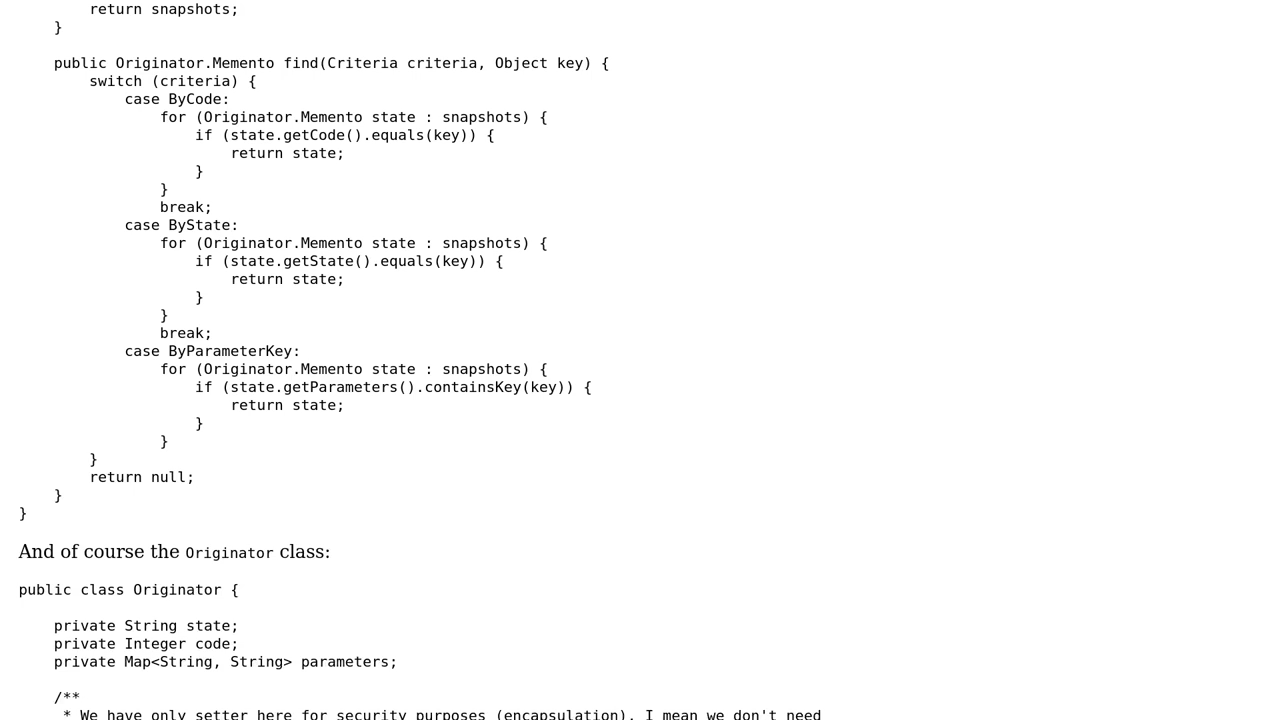 return snapshots;
    }

    public Originator.Memento find(Criteria criteria, Object key) {
        switch (criteria) {
            case ByCode:
                for (Originator.Memento state : snapshots) {
                    if (state.getCode().equals(key)) {
                        return state;
                    }
                }
                break;
            case ByState:
                for (Originator.Memento state : snapshots) {
                    if (state.getState().equals(key)) {
                        return state;
                    }
                }
                break;
            case ByParameterKey:
                for (Originator.Memento state : snapshots) {
                    if (state.getParameters().containsKey(key)) {
                        return state;
                    }
                }
        }
        return null;
    }
}
And of course the Originator class:
public class Originator {

    private String state;
    private Integer code;
    private Map<String, String> parameters;

    /**
     * We have only setter here for security purposes (encapsulation). I mean we don't need